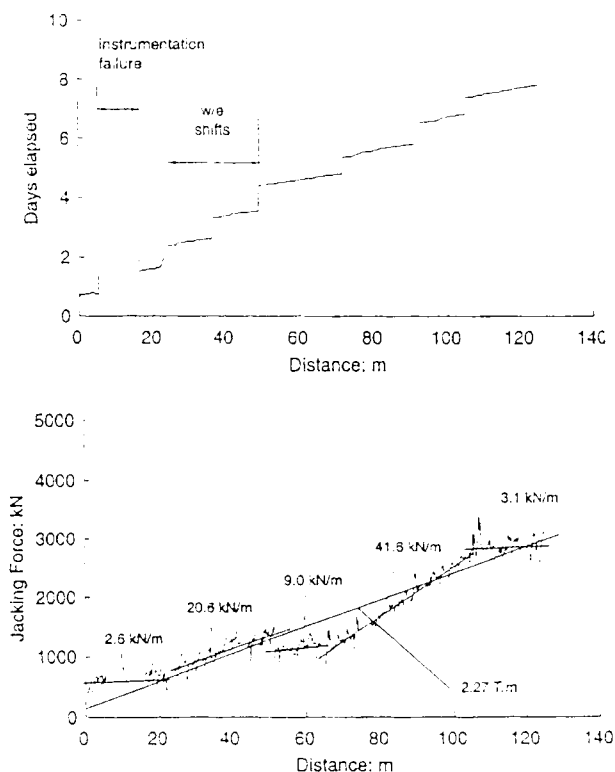 10
8
6
4
2
0
Days elapsed
instrumentation
failure
w/e
shifts
0 20 40 60 80 100 120 140
Distance: m
5000
4000
3000
2000
1000
0
Jacking Force: kN
2.6 kN/m
20.6 kN/m
9.0 kN/m
41.6 kN/m
3.1 kN/m
2.27 T/m
0 20 40 60 80 100 120 140
Distance: m